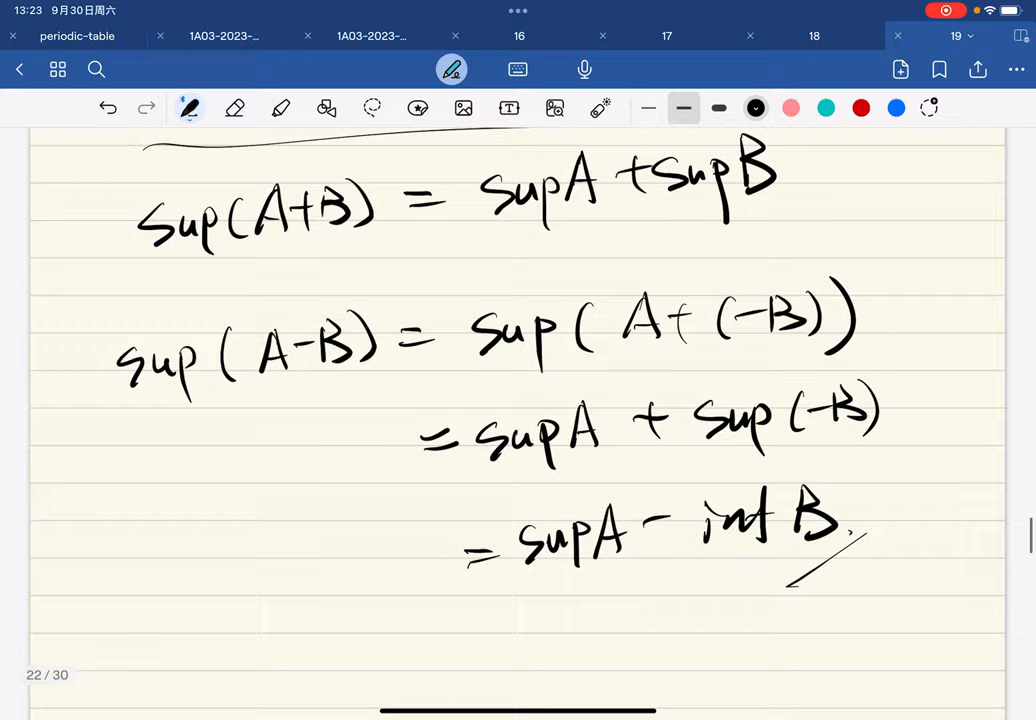 13:23 9月30日周六
periodic-table 1A03-2023-... 1A03-2023-... 16 17 18 19
sup(A+B) = supA + supB
sup(A-B) = sup(A+(-B))
= supA + sup(-B)
= supA - inf B.
22 / 30